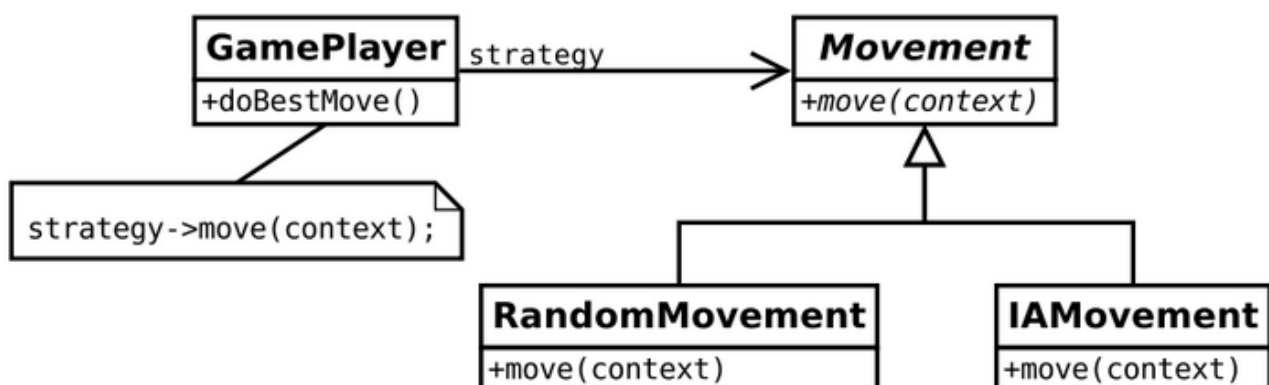 GamePlayer
+doBestMove()
strategy
Movement
+move(context)
strategy->move(context);
RandomMovement
+move(context)
IAMovement
+move(context)